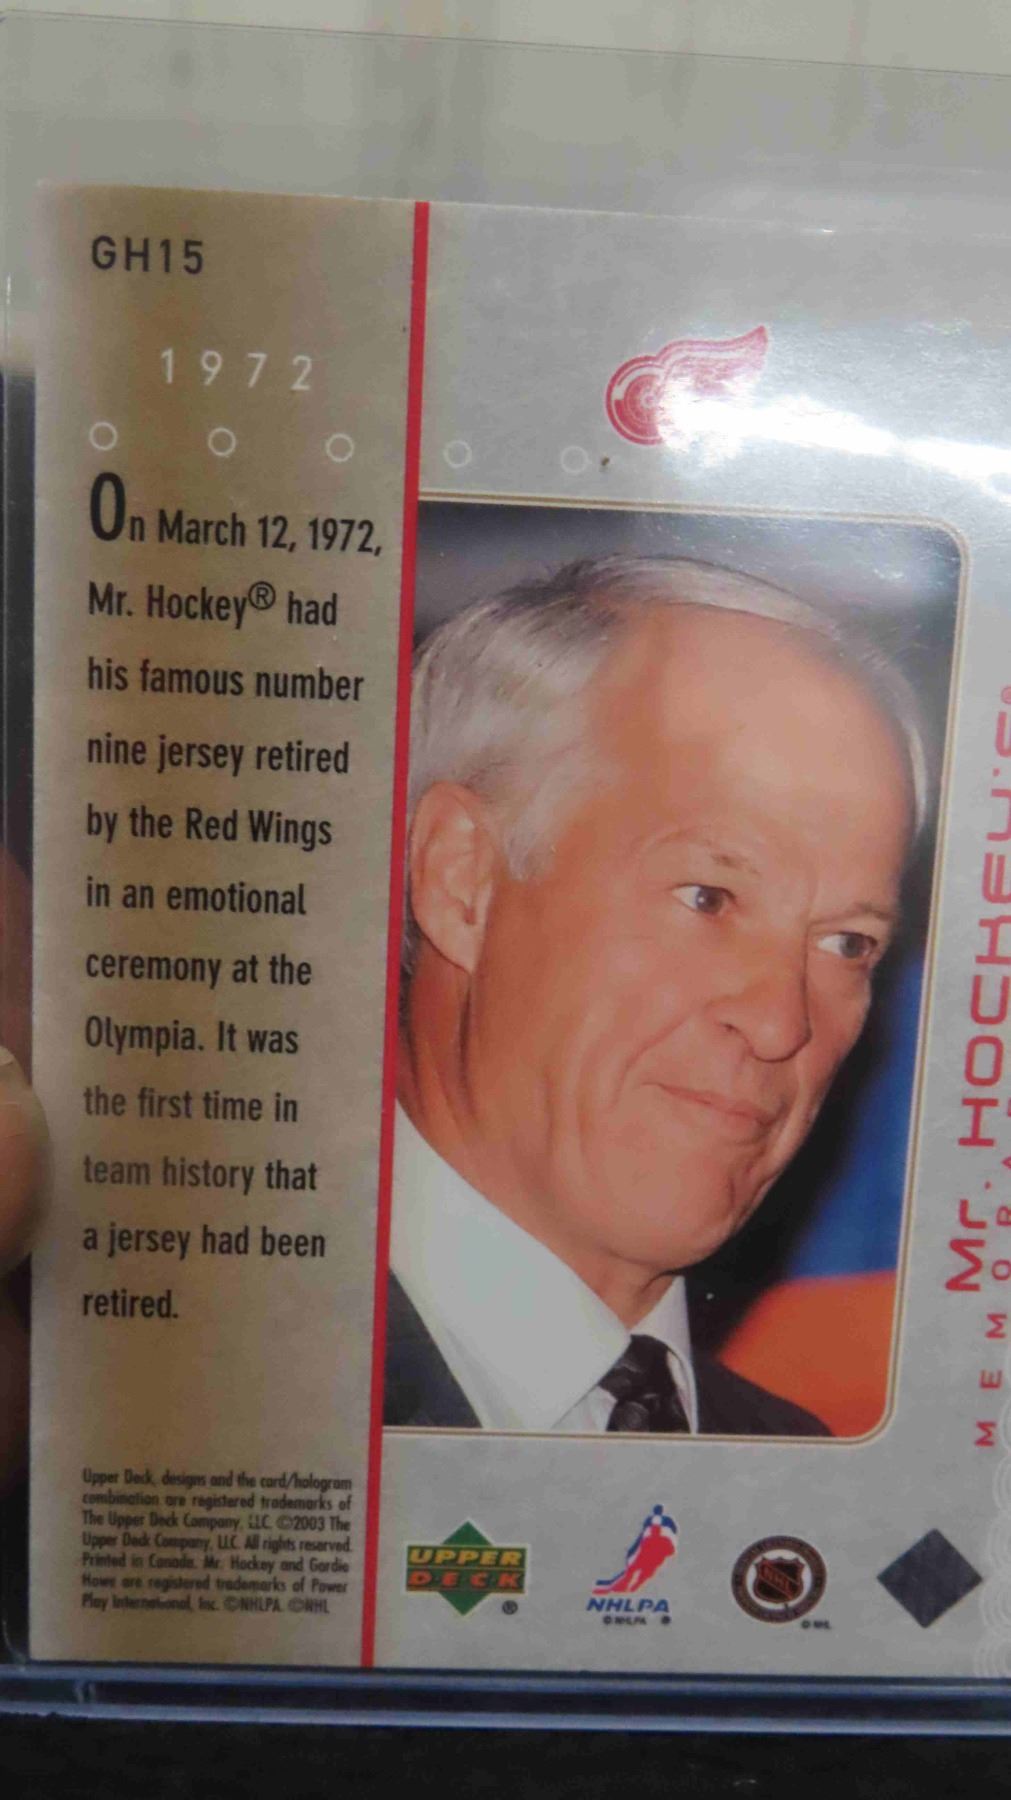 GH15
1972
On March 12, 1972,
Mr. Hockey® had
his famous number
nine jersey retired
by the Red Wings
in an emotional
ceremony at the
Olympia. It was
the first time in
team history that
a jersey had been
retired.
Upper Deck, designs and the card/hologram
combination are registered trademarks of
The Upper Deck Company, LLC. ©2003 The
Upper Deck Company, LLC. All rights reserved.
Printed in Canada. Mr. Hockey and Gordie
Howe are registered trademarks of Power
Play International, Inc. ©NHLPA. ©NHL
UPPER
DECK
®
NHLPA
©NHLPA ®
NHL
©NHL
Mr. HOCKEY'S®